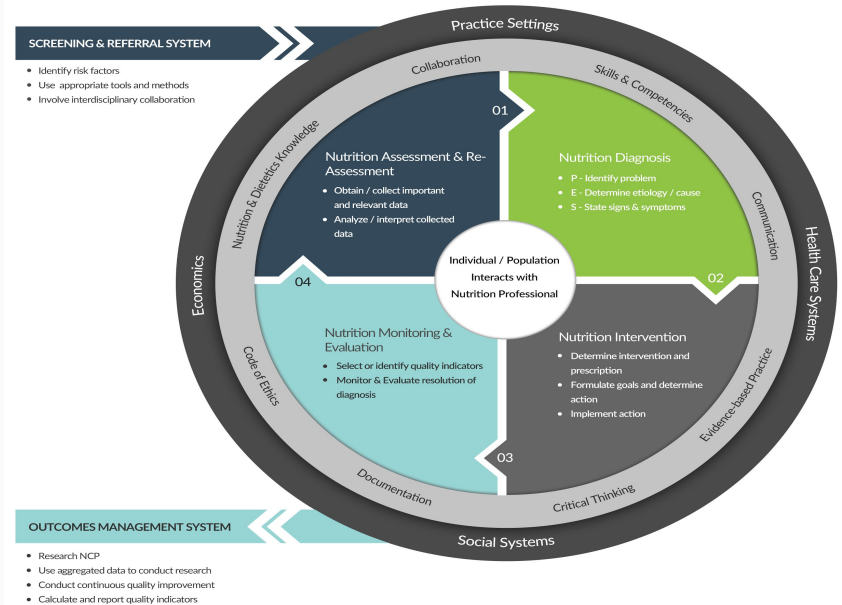 Practice Settings
SCREENING & REFERRAL SYSTEM
• Identify risk factors
• Use appropriate tools and methods
• Involve interdisciplinary collaboration
Collaboration
Skills & Competencies
Nutrition & Dietetics Knowledge
Communication
Economics
Health Care Systems
Code of Ethics
Evidence-based Practice
Documentation
Critical Thinking
Social Systems
01
Nutrition Assessment & Re-
Assessment
• Obtain / collect important
and relevant data
• Analyze / interpret collected
data
Nutrition Diagnosis
• P - Identify problem
• E - Determine etiology / cause
• S - State signs & symptoms
02
Individual / Population
Interacts with
Nutrition Professional
Nutrition Intervention
• Determine intervention and
prescription
• Formulate goals and determine
action
• Implement action
03
04
Nutrition Monitoring &
Evaluation
• Select or identify quality indicators
• Monitor & Evaluate resolution of
diagnosis
OUTCOMES MANAGEMENT SYSTEM
• Research NCP
• Use aggregated data to conduct research
• Conduct continuous quality improvement
• Calculate and report quality indicators